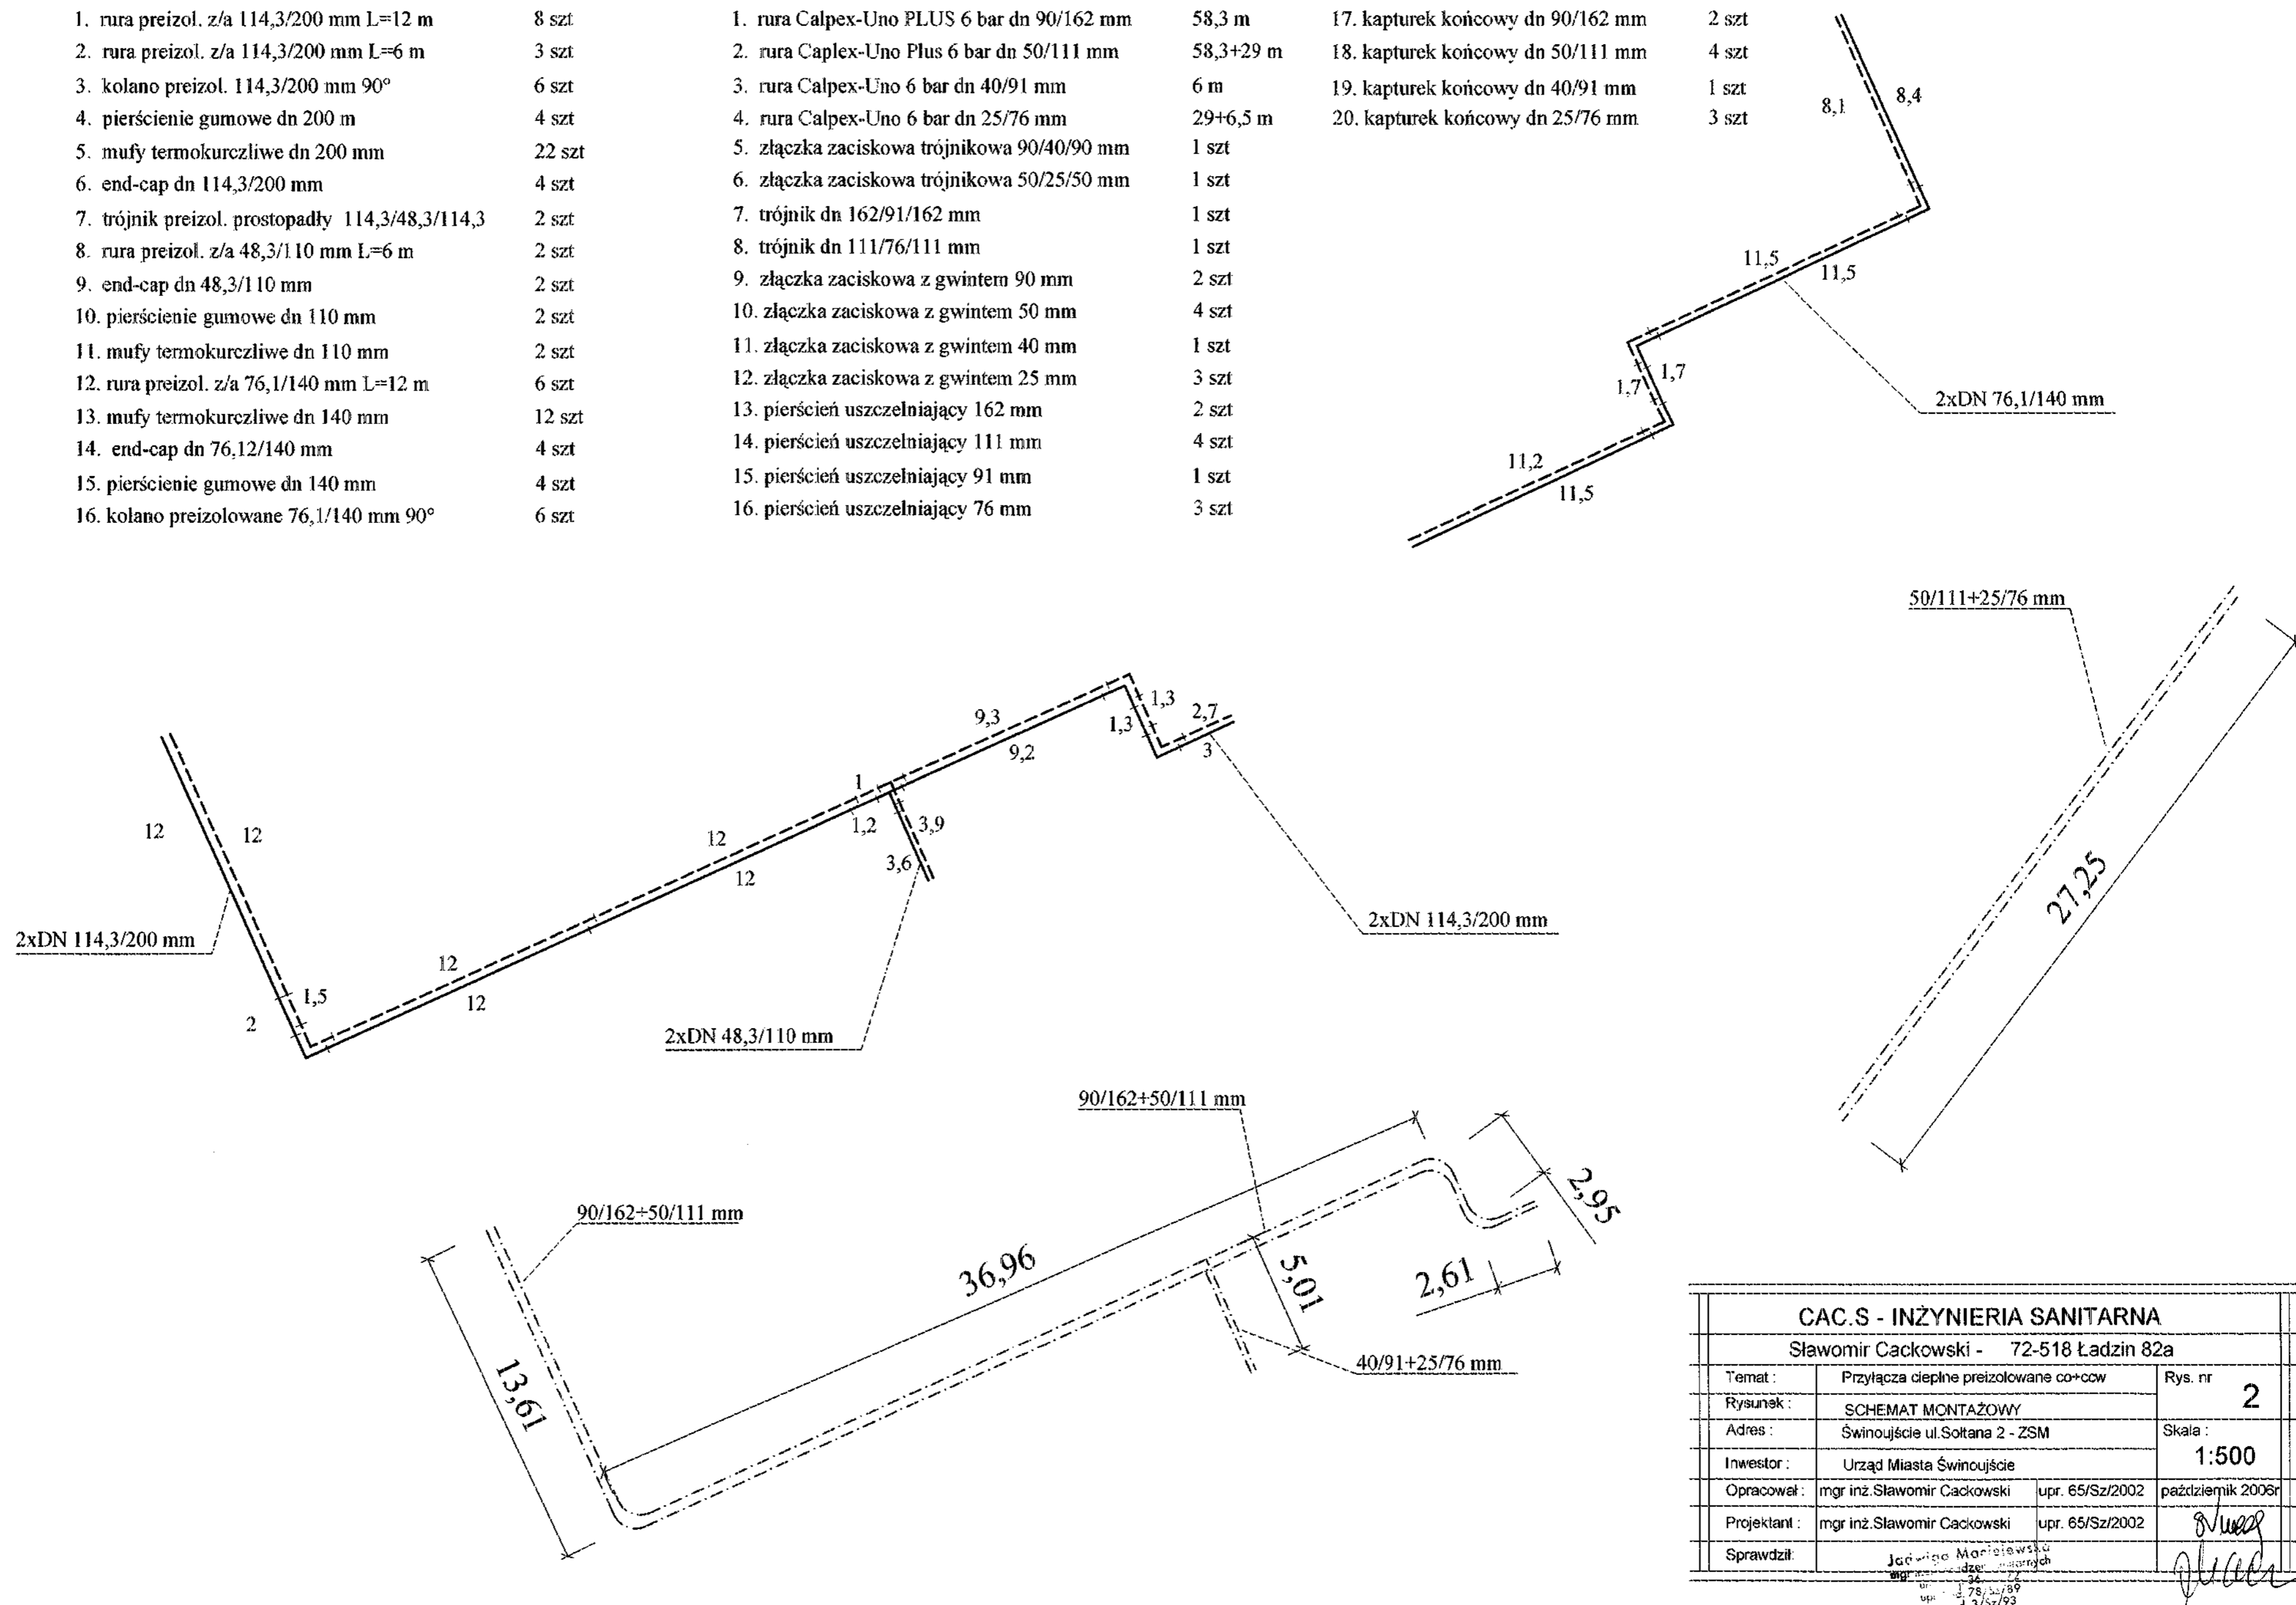 1. rura preizol. z/a 114,3/200 mm L=12 m 8 szt
2. rura preizol. z/a 114,3/200 mm L=6 m 3 szt
3. kolano preizol. 114,3/200 mm 90° 6 szt
4. pierścienie gumowe dn 200 m 4 szt
5. mufy termokurczliwe dn 200 mm 22 szt
6. end-cap dn 114,3/200 mm 4 szt
7. trójnik preizol. prostopadły 114,3/48,3/114,3 2 szt
8. rura preizol. z/a 48,3/110 mm L=6 m 2 szt
9. end-cap dn 48,3/110 mm 2 szt
10. pierścienie gumowe dn 110 mm 2 szt
11. mufy termokurczliwe dn 110 mm 2 szt
12. rura preizol. z/a 76,1/140 mm L=12 m 6 szt
13. mufy termokurczliwe dn 140 mm 12 szt
14. end-cap dn 76,12/140 mm 4 szt
15. pierścienie gumowe dn 140 mm 4 szt
16. kolano preizolowane 76,1/140 mm 90° 6 szt
1. rura Calpex-Uno PLUS 6 bar dn 90/162 mm 58,3 m
2. rura Caplex-Uno Plus 6 bar dn 50/111 mm 58,3+29 m
3. rura Calpex-Uno 6 bar dn 40/91 mm 6 m
4. rura Calpex-Uno 6 bar dn 25/76 mm 29+6,5 m
5. złączka zaciskowa trójnikowa 90/40/90 mm 1 szt
6. złączka zaciskowa trójnikowa 50/25/50 mm 1 szt
7. trójnik dn 162/91/162 mm 1 szt
8. trójnik dn 111/76/111 mm 1 szt
9. złączka zaciskowa z gwintem 90 mm 2 szt
10. złączka zaciskowa z gwintem 50 mm 4 szt
11. złączka zaciskowa z gwintem 40 mm 1 szt
12. złączka zaciskowa z gwintem 25 mm 3 szt
13. pierścień uszczelniający 162 mm 2 szt
14. pierścień uszczelniający 111 mm 4 szt
15. pierścień uszczelniający 91 mm 1 szt
16. pierścień uszczelniający 76 mm 3 szt
17. kapturek końcowy dn 90/162 mm 2 szt
18. kapturek końcowy dn 50/111 mm 4 szt
19. kapturek końcowy dn 40/91 mm 1 szt
20. kapturek końcowy dn 25/76 mm 3 szt
8,1
8,4
11,5
11,5
1,7
1,7
2xDN 76,1/140 mm
11,2
11,5
50/111+25/76 mm
27,25
1,3
1,3
2,7
3
9,3
9,2
1
1,2
3,9
3,6
12
12
12
12
12
12
1,5
2
2xDN 114,3/200 mm
2xDN 114,3/200 mm
2xDN 48,3/110 mm
90/162+50/111 mm
90/162+50/111 mm
36,96
13,61
5,01
2,95
2,61
40/91+25/76 mm
CAC.S - INŻYNIERIA SANITARNA
Sławomir Cackowski - 72-518 Ładzin 82a
Temat : Przyłącza cieplne preizolowane co+ccw Rys. nr 2
Rysunek : SCHEMAT MONTAŻOWY
Adres : Świnoujście ul.Sołtana 2 - ZSM Skala : 1:500
Inwestor : Urząd Miasta Świnoujście
Opracował : mgr inż.Sławomir Cackowski upr. 65/Sz/2002 październik 2006r
Projektant : mgr inż.Sławomir Cackowski upr. 65/Sz/2002
Sprawdził:
Jadwiga Maciejewska
mgr